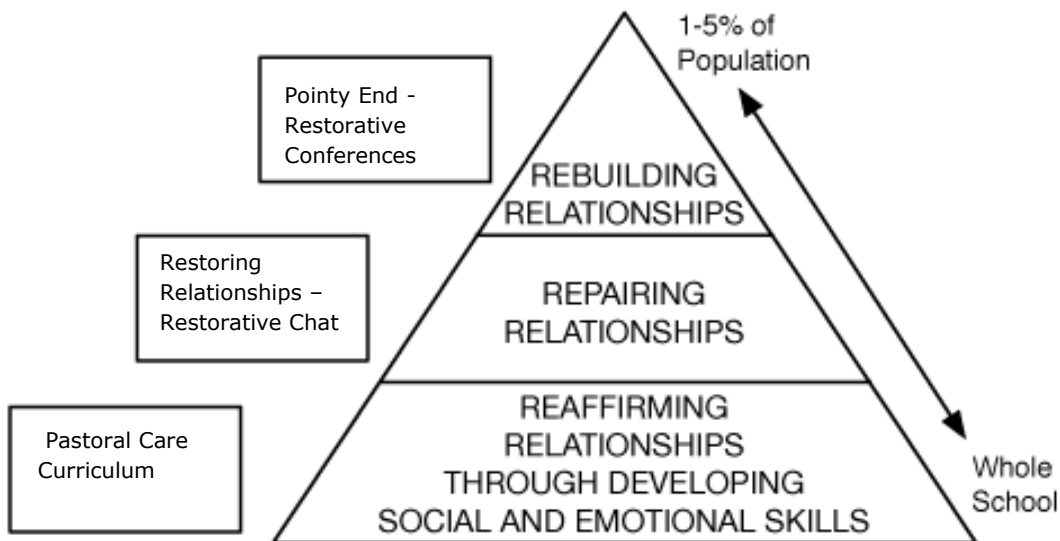 1-5% of
Population
Pointy End -
Restorative
Conferences
REBUILDING
RELATIONSHIPS
Restoring
Relationships –
Restorative Chat
REPAIRING
RELATIONSHIPS
Pastoral Care
Curriculum
REAFFIRMING
RELATIONSHIPS
THROUGH DEVELOPING
SOCIAL AND EMOTIONAL SKILLS
Whole
School